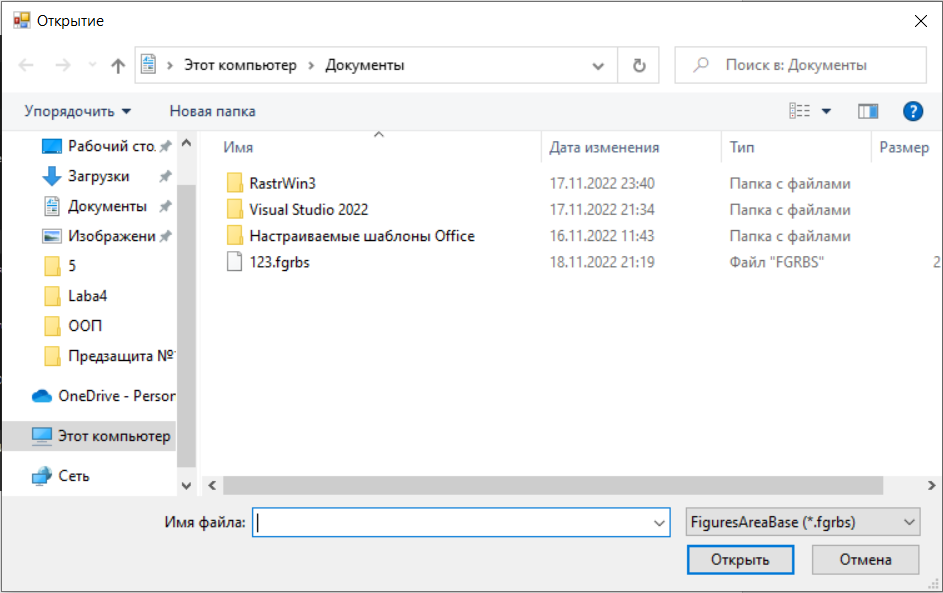 Открытие
Этот компьютер Документы
Поиск в: Документы
Упорядочить Новая папка
?
Имя Дата изменения Тип Размер
Рабочий сто.
Загрузки
Документы
Изображени
5
Laba4
ООП
Предзащита №
OneDrive - Person
Этот компьютер
Сеть
RastrWin3 17.11.2022 23:40 Папка с файлами
Visual Studio 2022 17.11.2022 21:34 Папка с файлами
Настраиваемые шаблоны Office 16.11.2022 11:43 Папка с файлами
123.fgrbs 18.11.2022 21:19 Файл "FGRBS" 2
Имя файла:
FiguresAreaBase (*.fgrbs)
Открыть Отмена